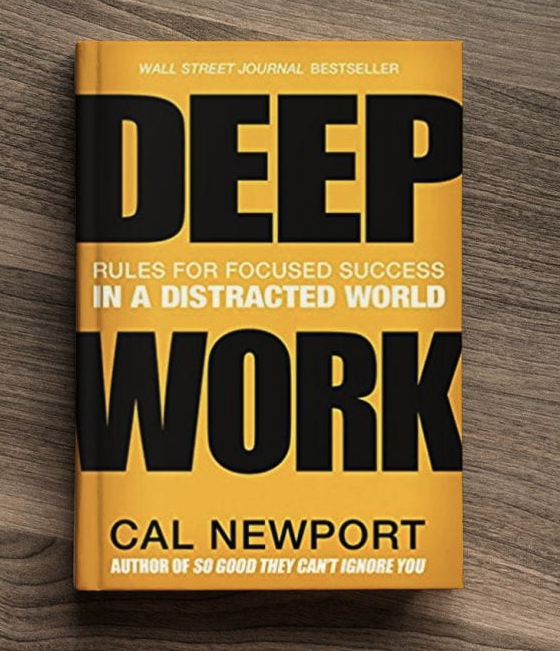 WALL STREET JOURNAL BESTSELLER
DEEP
RULES FOR FOCUSED SUCCESS
IN A DISTRACTED WORLD
WORK
CAL NEWPORT
AUTHOR OF SO GOOD THEY CAN'T IGNORE YOU